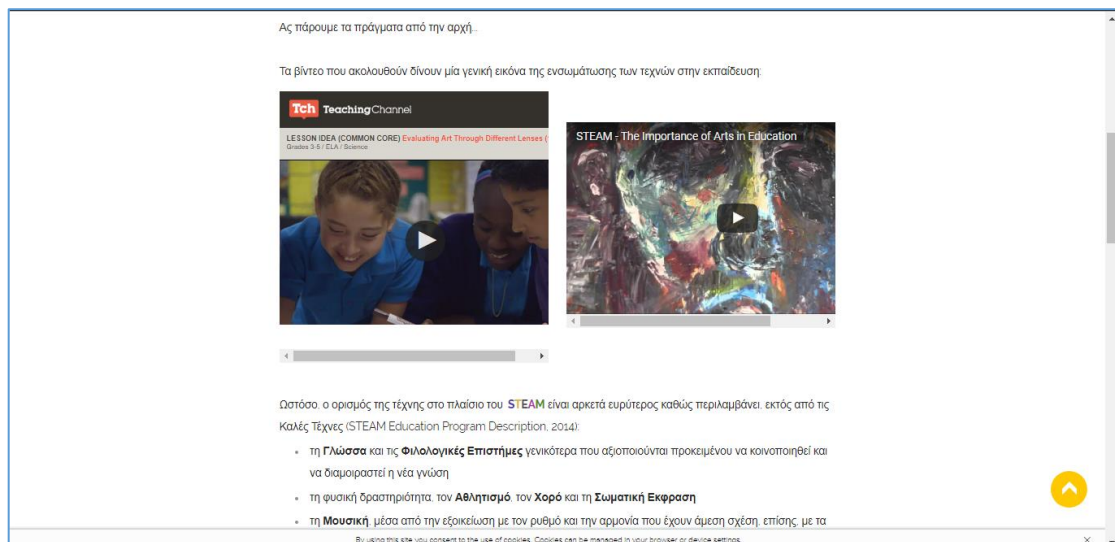 Ας πάρουμε τα πράγματα από την αρχή...
Τα βίντεο που ακολουθούν δίνουν μία γενική εικόνα της ενσωμάτωσης των τεχνών στην εκπαίδευση:
Tch TeachingChannel
LESSON IDEA (COMMON CORE) Evaluating Art Through Different Lenses (
Grades 3-5 / ELA / Science
STEAM - The Importance of Arts in Education
Ωστόσο, ο ορισμός της τέχνης στο πλαίσιο του STEAM είναι αρκετά ευρύτερος καθώς περιλαμβάνει, εκτός από τις
Καλές Τέχνες (STEAM Education Program Description, 2014):
τη Γλώσσα και τις Φιλολογικές Επιστήμες γενικότερα που αξιοποιούνται προκειμένου να κοινοποιηθεί και
να διαμοιραστεί η νέα γνώση
τη φυσική δραστηριότητα, τον Αθλητισμό, τον Χορό και τη Σωματική Εκφραση
τη Μουσική, μέσα από την εξοικείωση με τον ρυθμό και την αρμονία που έχουν άμεση σχέση, επίσης, με τα
By using this site you consent to the use of cookies. Cookies can be managed in your browser or device settings.